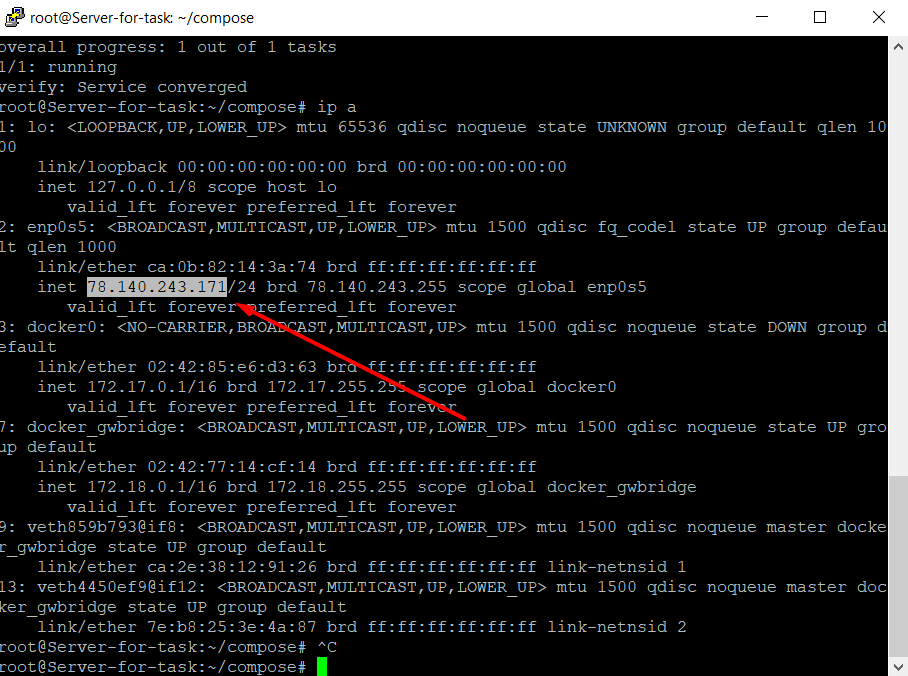 root@Server-for-task: ~/compose
overall progress: 1 out of 1 tasks
1/1: running
verify: Service converged
root@Server-for-task:~/compose# ip a
1: lo: <LOOPBACK,UP,LOWER_UP> mtu 65536 qdisc noqueue state UNKNOWN group default qlen 10
00
link/loopback 00:00:00:00:00:00 brd 00:00:00:00:00:00
inet 127.0.0.1/8 scope host lo
valid_lft forever preferred_lft forever
2: enp0s5: <BROADCAST,MULTICAST,UP,LOWER_UP> mtu 1500 qdisc fq_codel state UP group defau
lt qlen 1000
link/ether ca:0b:82:14:3a:74 brd ff:ff:ff:ff:ff:ff
inet 78.140.243.171/24 brd 78.140.243.255 scope global enp0s5
valid_lft forever preferred_lft forever
3: docker0: <NO-CARRIER,BROADCAST,MULTICAST,UP> mtu 1500 qdisc noqueue state DOWN group d
efault
link/ether 02:42:85:e6:d3:63 brd ff:ff:ff:ff:ff:ff
inet 172.17.0.1/16 brd 172.17.255.255 scope global docker0
valid_lft forever preferred_lft forever
7: docker_gwbridge: <BROADCAST,MULTICAST,UP,LOWER_UP> mtu 1500 qdisc noqueue state UP gro
up default
link/ether 02:42:77:14:cf:14 brd ff:ff:ff:ff:ff:ff
inet 172.18.0.1/16 brd 172.18.255.255 scope global docker_gwbridge
valid_lft forever preferred_lft forever
9: veth859b793@if8: <BROADCAST,MULTICAST,UP,LOWER_UP> mtu 1500 qdisc noqueue master docke
r_gwbridge state UP group default
link/ether ca:2e:38:12:91:26 brd ff:ff:ff:ff:ff:ff link-netnsid 1
13: veth4450ef9@if12: <BROADCAST,MULTICAST,UP,LOWER_UP> mtu 1500 qdisc noqueue master doc
ker_gwbridge state UP group default
link/ether 7e:b8:25:3e:4a:87 brd ff:ff:ff:ff:ff:ff link-netnsid 2
root@Server-for-task:~/compose# ^C
root@Server-for-task:~/compose#